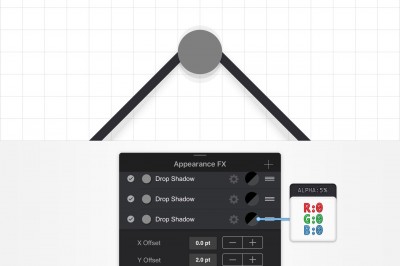 Appearance FX
Drop Shadow
Drop Shadow
Drop Shadow
ALPHA: 5%
R:0
G:0
B:0
X Offset 0.0 pt
Y Offset 2.0 pt